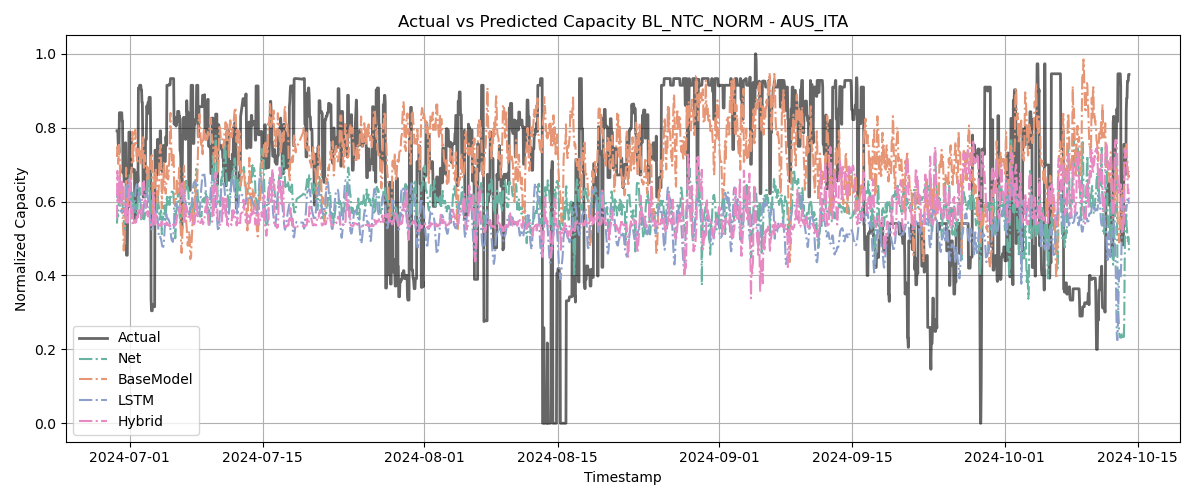 Actual vs Predicted Capacity BL_NTC_NORM - AUS_ITA
Normalized Capacity
1.0
0.8
0.6
0.4
0.2
0.0
Actual
Net
BaseModel
LSTM
Hybrid
2024-07-01 2024-07-15 2024-08-01 2024-08-15 2024-09-01 2024-09-15 2024-10-01 2024-10-15
Timestamp